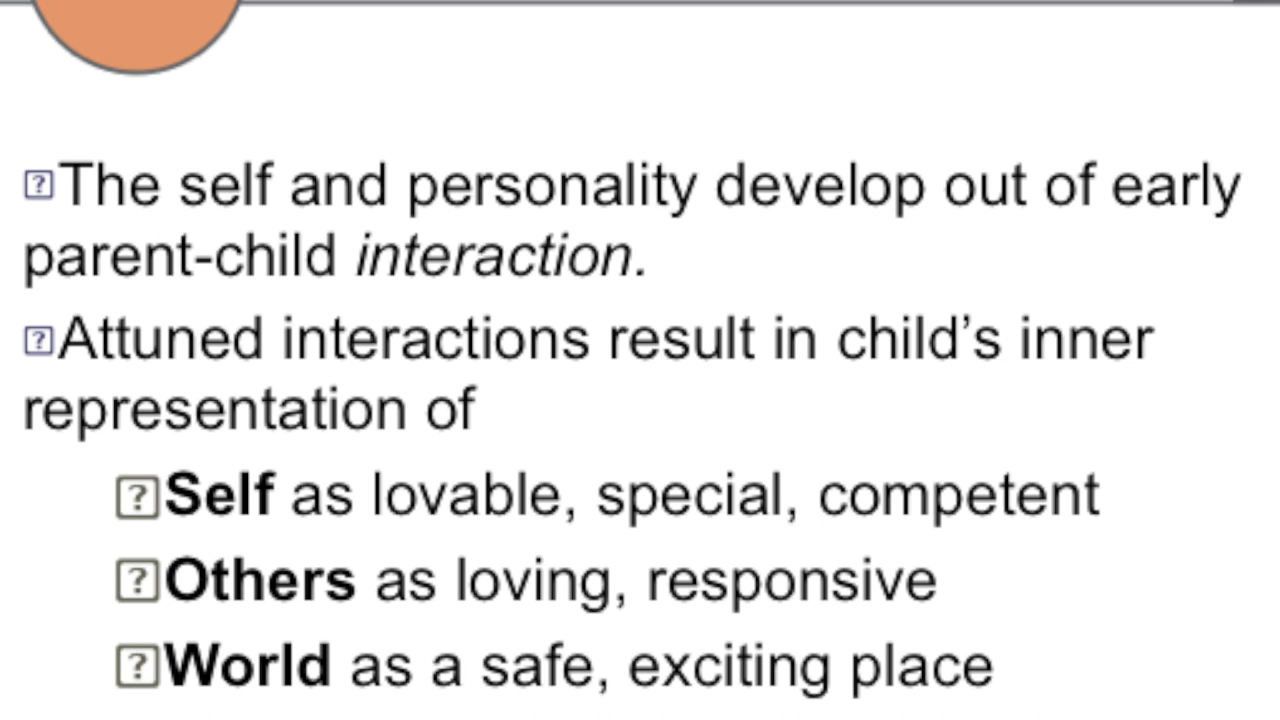 The self and personality develop out of early
parent-child interaction.
Attuned interactions result in child’s inner
representation of
Self as lovable, special, competent
Others as loving, responsive
World as a safe, exciting place